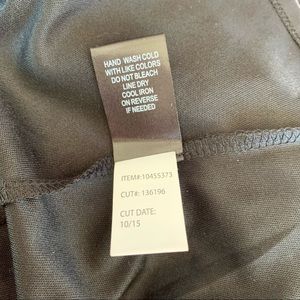 HAND WASH COLD
WITH LIKE COLORS
DO NOT BLEACH
LINE DRY
COOL IRON
ON REVERSE
IF NEEDED
ITEM#:10455373
CUT#: 136196
CUT DATE:
10/15